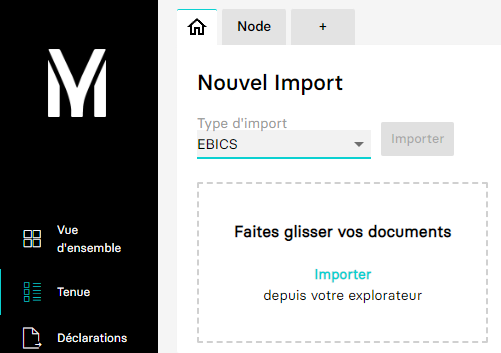 Node
+
Nouvel Import
Type d'import
EBICS
Importer
Faites glisser vos documents
Importer
depuis votre explorateur
Vue
d'ensemble
Tenue
Déclarations